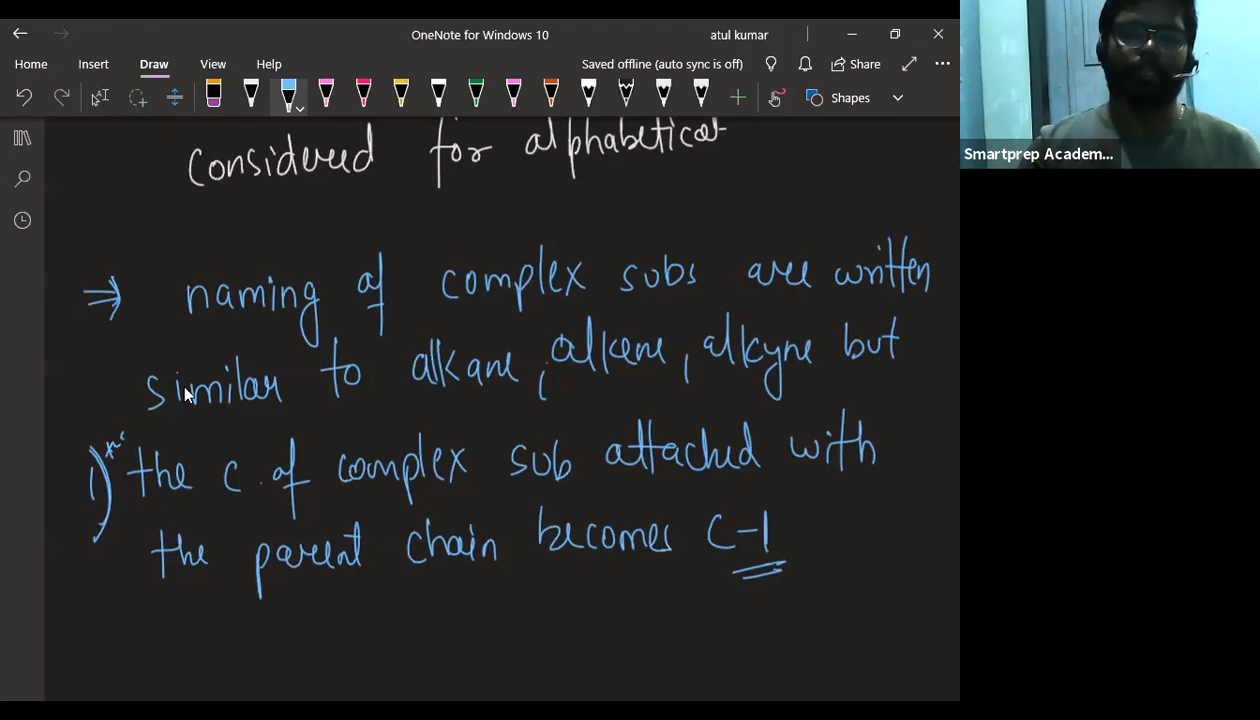 OneNote for Windows 10
atul kumar
Home Insert Draw View Help
Saved offline (auto sync is off)
Share
Shapes
Smartprep Academ...
considered for alphabetical
⇒ naming of complex subs are written
similar to alkane, alkene, alkyne but
1) the C of complex sub attached with
the parent chain becomes C-1